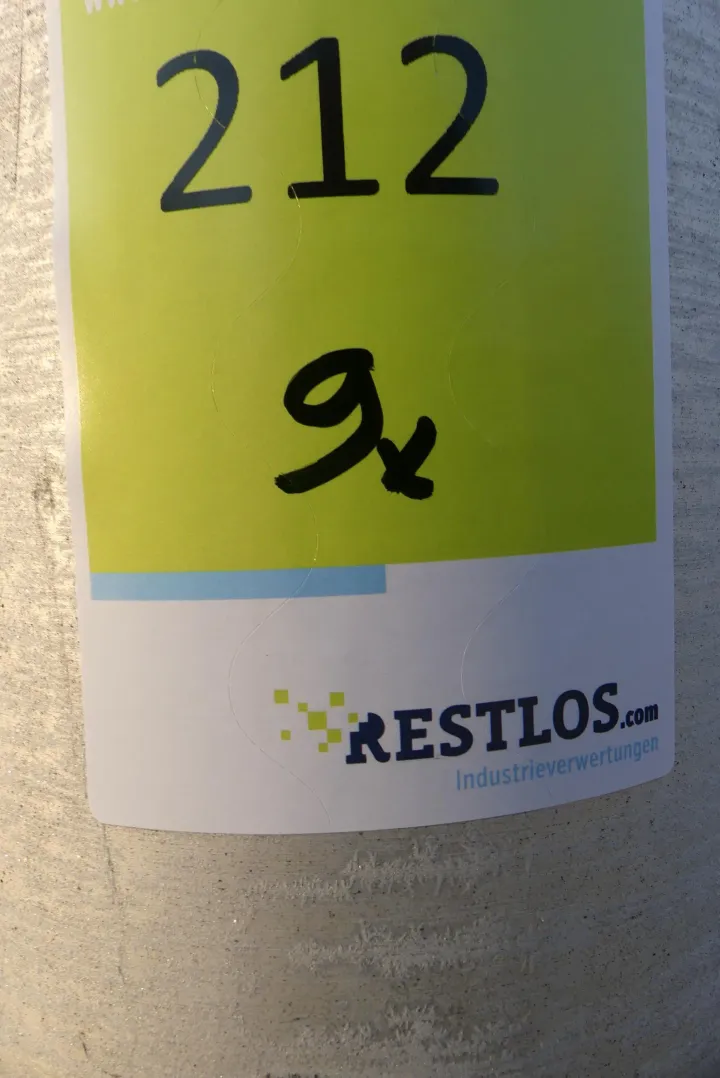 212
9x
RESTLOS.com
Industrieverwertungen